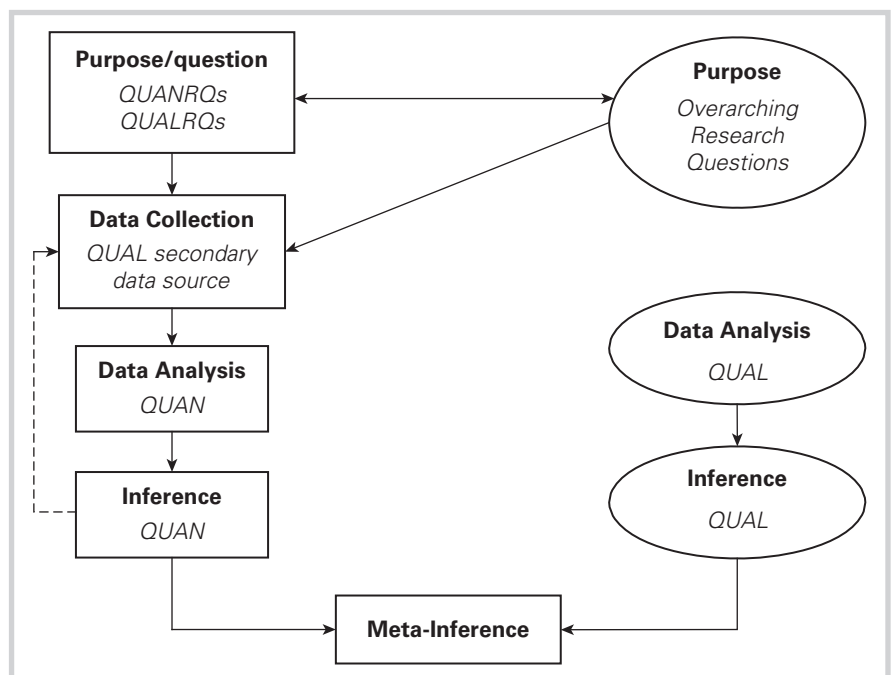 Purpose/question
QUANRQs
QUALRQs
Purpose
Overarching
Research
Questions
Data Collection
QUAL secondary
data source
Data Analysis
QUAN
Data Analysis
QUAL
Inference
QUAN
Inference
QUAL
Meta-Inference